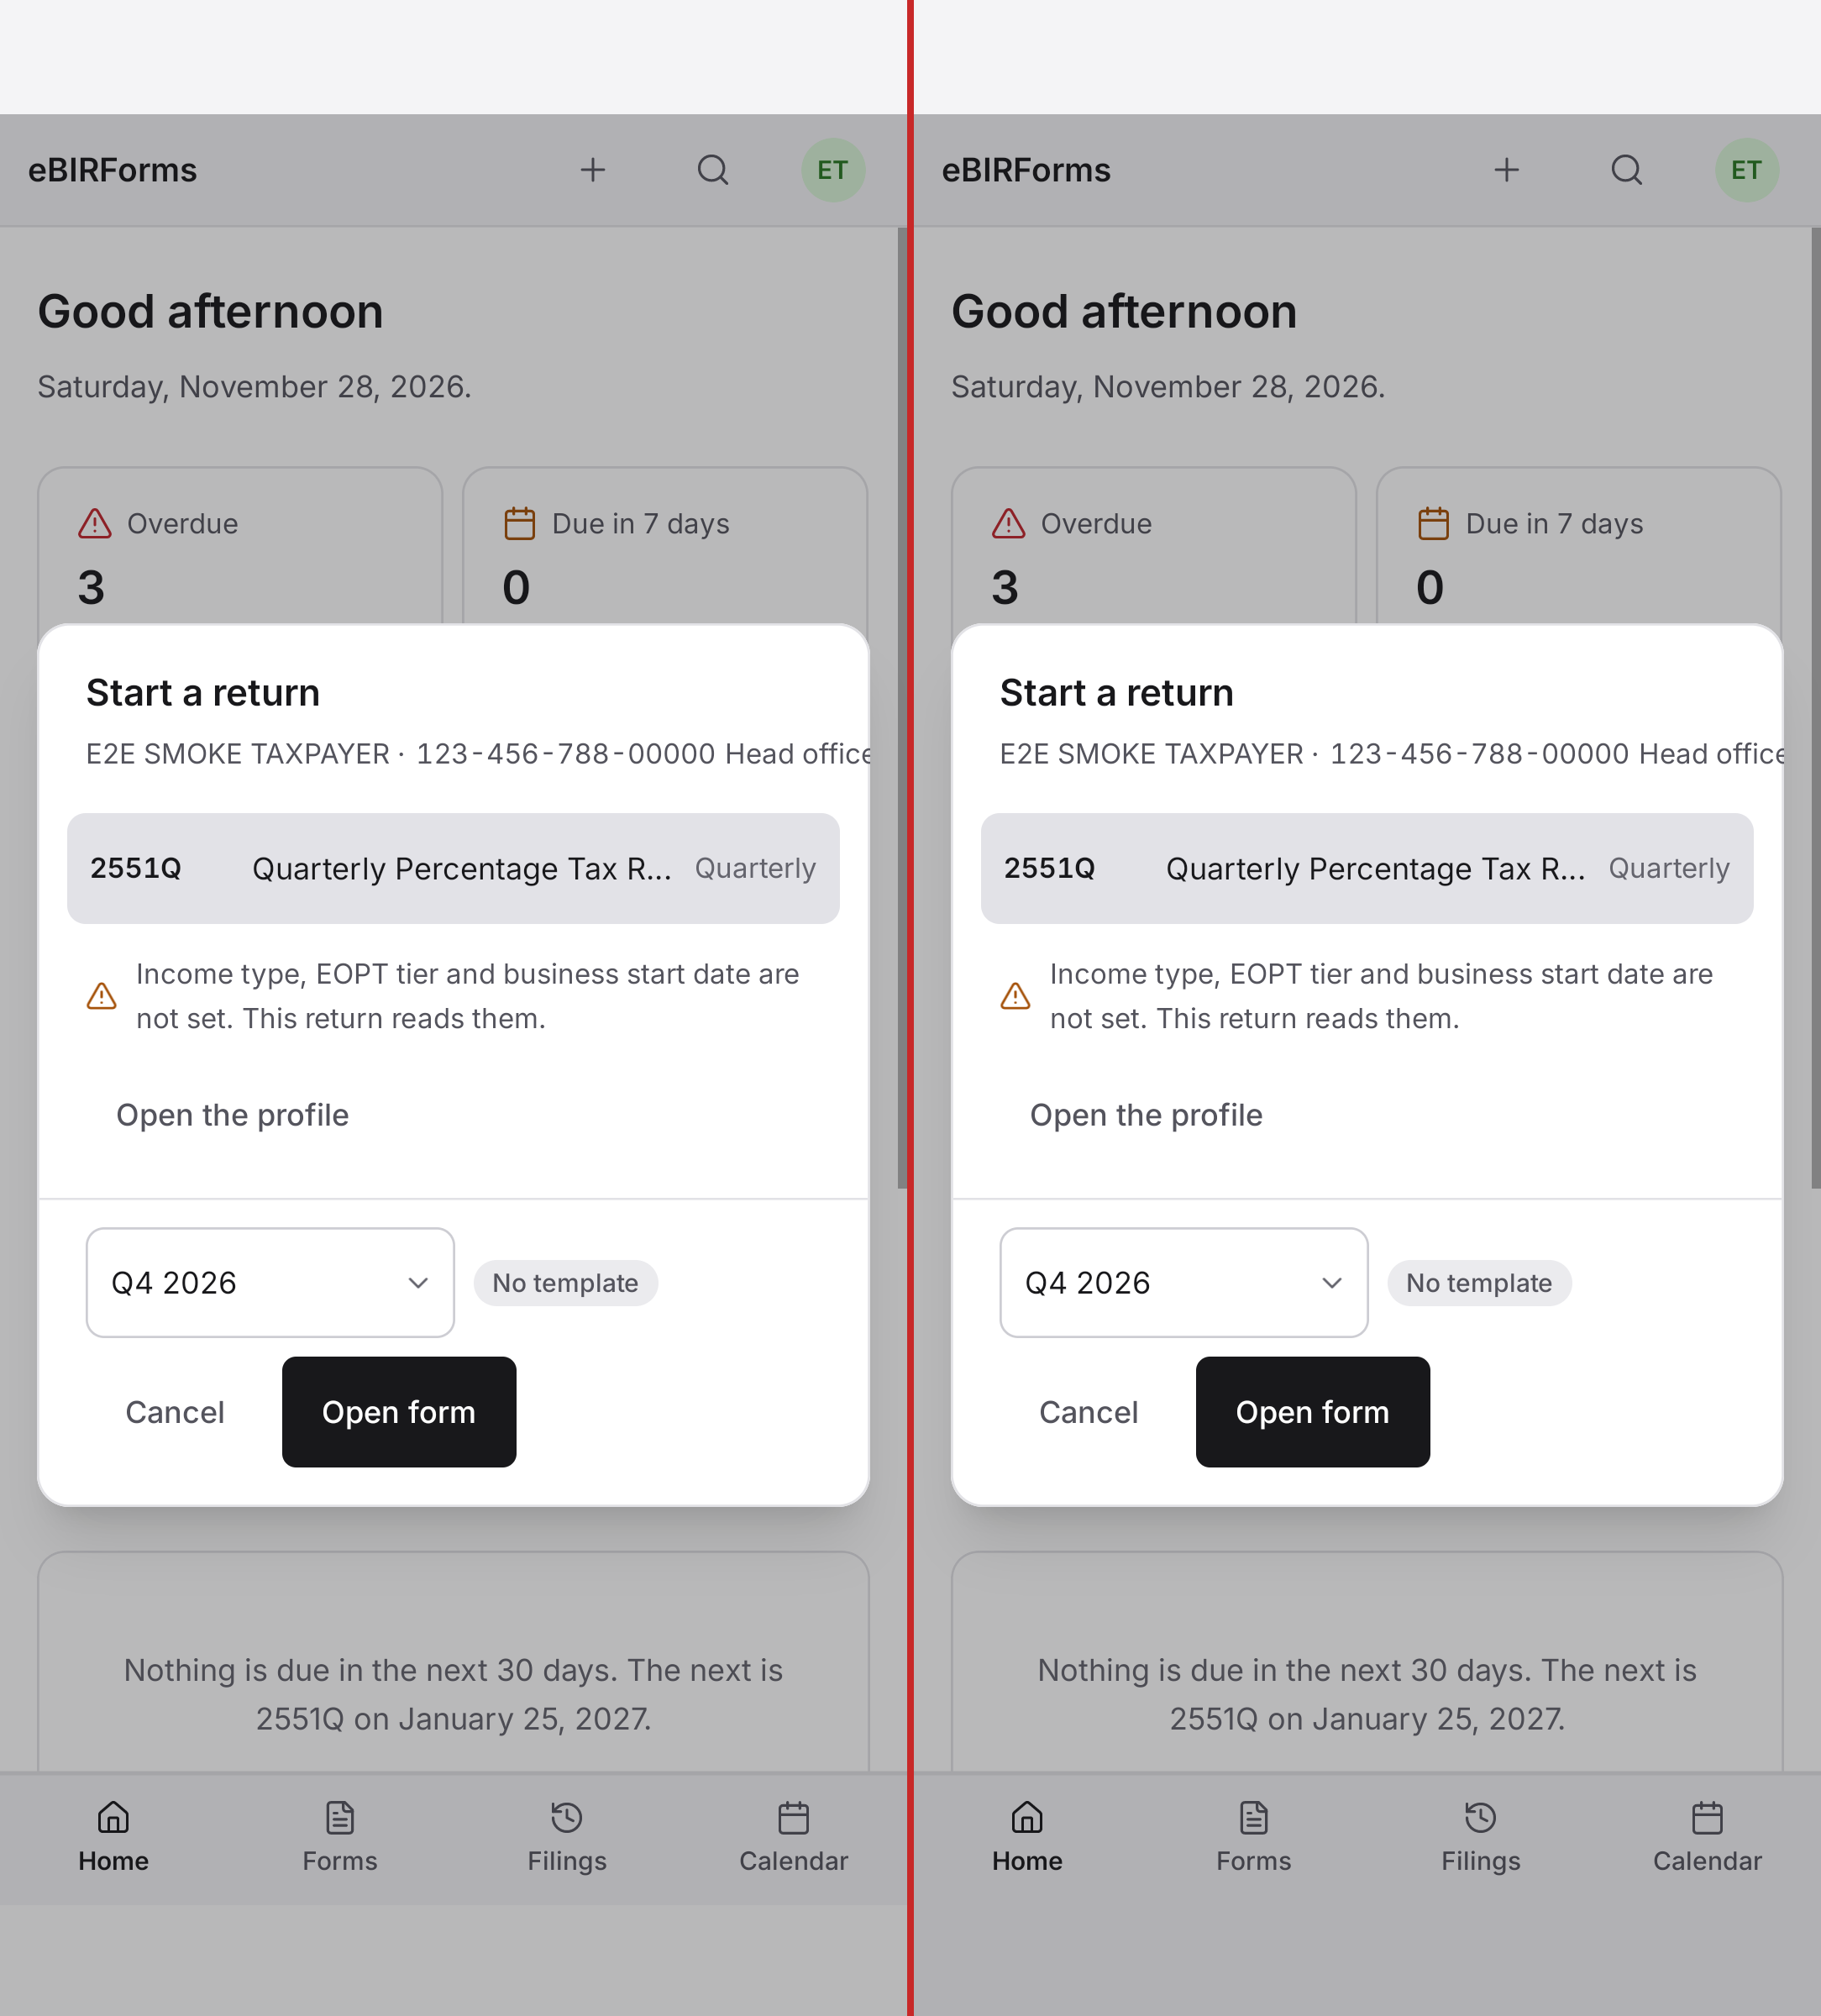 eBIRForms
ET
Good afternoon
Saturday, November 28, 2026.
Overdue
Due in 7 days
3
0
Start a return
E2E SMOKE TAXPAYER · 123-456-788-00000 Head office
2551Q Quarterly Percentage Tax R... Quarterly
Income type, EOPT tier and business start date are
not set. This return reads them.
Open the profile
Q4 2026
No template
Cancel
Open form
Nothing is due in the next 30 days. The next is
2551Q on January 25, 2027.
Home
Forms
Filings
Calendar
eBIRForms
ET
Good afternoon
Saturday, November 28, 2026.
Overdue
Due in 7 days
3
0
Start a return
E2E SMOKE TAXPAYER · 123-456-788-00000 Head office
2551Q Quarterly Percentage Tax R... Quarterly
Income type, EOPT tier and business start date are
not set. This return reads them.
Open the profile
Q4 2026
No template
Cancel
Open form
Nothing is due in the next 30 days. The next is
2551Q on January 25, 2027.
Home
Forms
Filings
Calendar